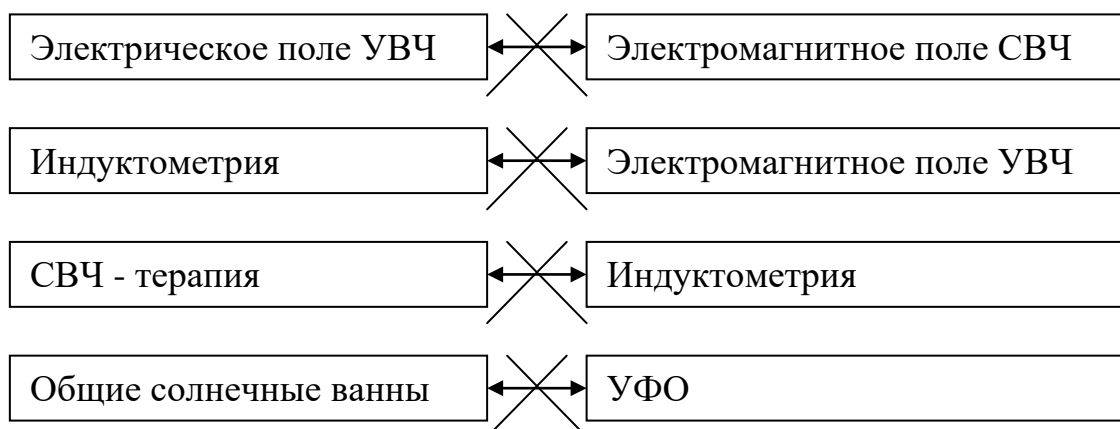 Электрическое поле УВЧ
Электромагнитное поле СВЧ
Индуктометрия
Электромагнитное поле УВЧ
СВЧ - терапия
Индуктометрия
Общие солнечные ванны
УФО